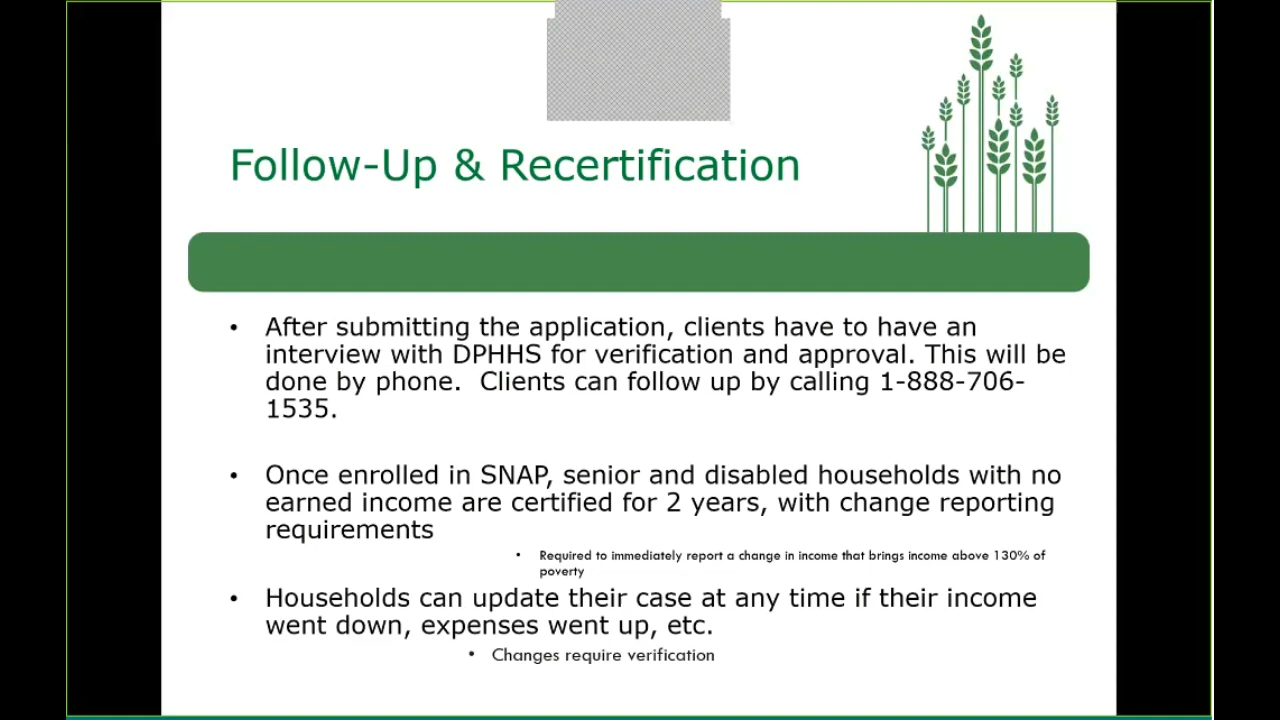 Follow-Up & Recertification
• After submitting the application, clients have to have an
interview with DPHHS for verification and approval. This will be
done by phone.  Clients can follow up by calling 1-888-706-
1535.
• Once enrolled in SNAP, senior and disabled households with no
earned income are certified for 2 years, with change reporting
requirements
• Required to immediately report a change in income that brings income above 130% of
poverty
• Households can update their case at any time if their income
went down, expenses went up, etc.
• Changes require verification